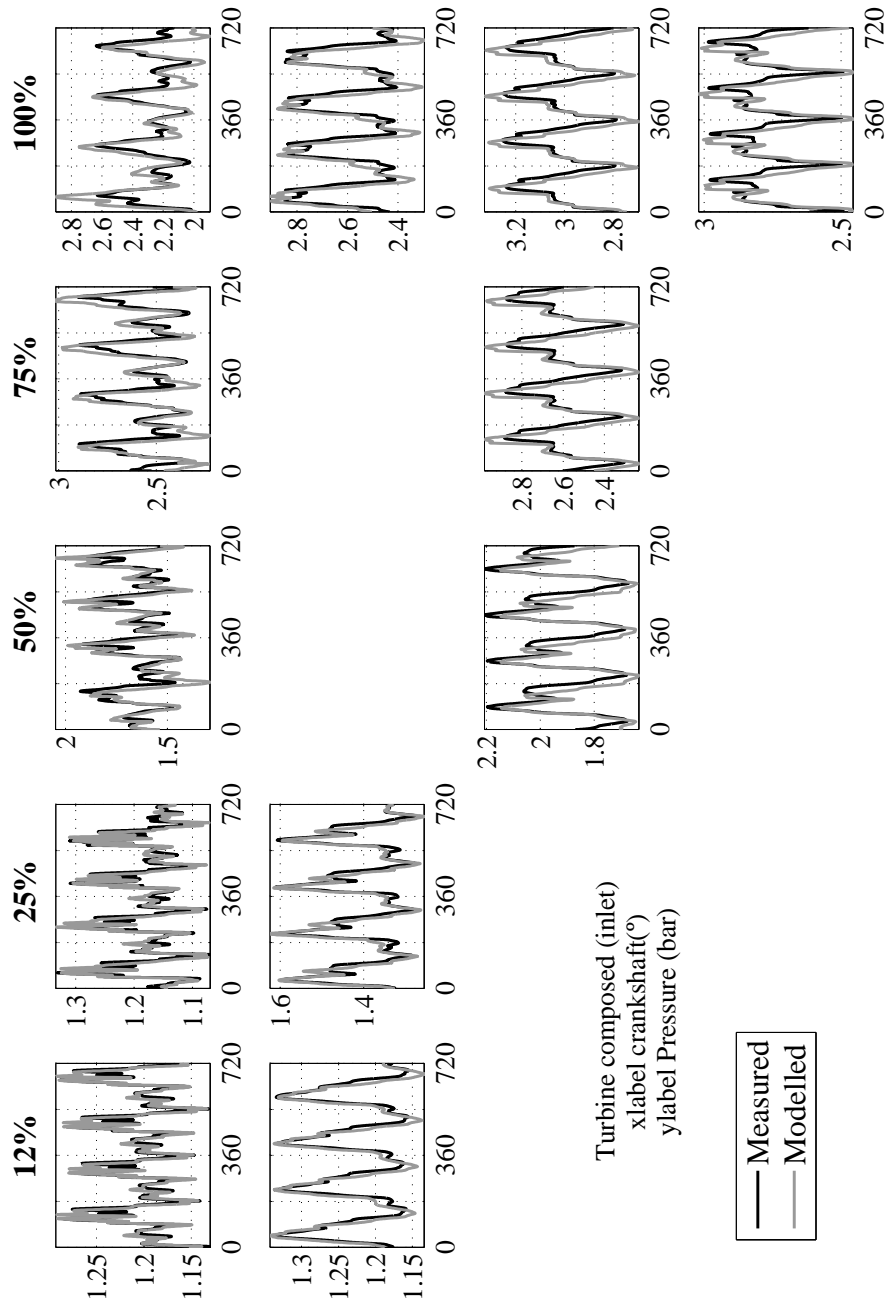 12% 25% 50% 75% 100%
1.25
1.2
1.15
0 360 720
1.3
1.2
1.1
0 360 720
2
1.5
0 360 720
3
2.5
0 360 720
2.8
2.6
2.4
2.2
2
0 360 720
1.3
1.25
1.2
1.15
0 360 720
1.6
1.4
0 360 720
2.8
2.6
2.4
0 360 720
2.2
2
1.8
0 360 720
2.8
2.6
2.4
0 360 720
3.2
3
2.8
0 360 720
Turbine composed (inlet)
xlabel crankshaft(º)
ylabel Pressure (bar)
Measured
Modelled
3
2.5
0 360 720